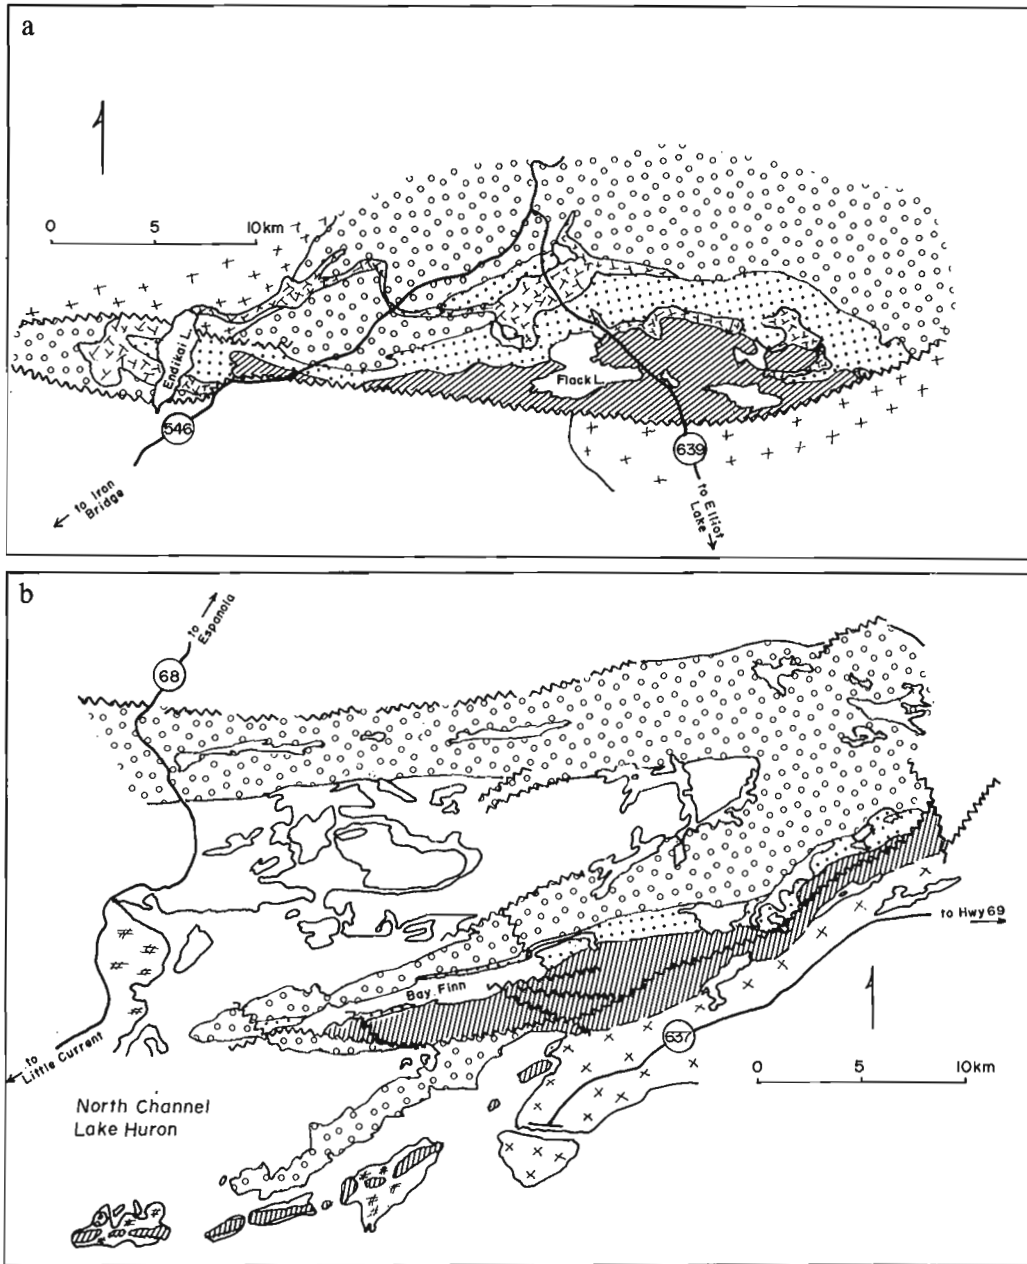 a
0
5
10km
Endikai L.
Flack L.
546
639
to Iron
Bridge
to Elliot
Lake
b
to
Espanola
68
to Hwy 69
Bay Finn
637
to
Little Current
0
5
10km
North Channel
Lake Huron